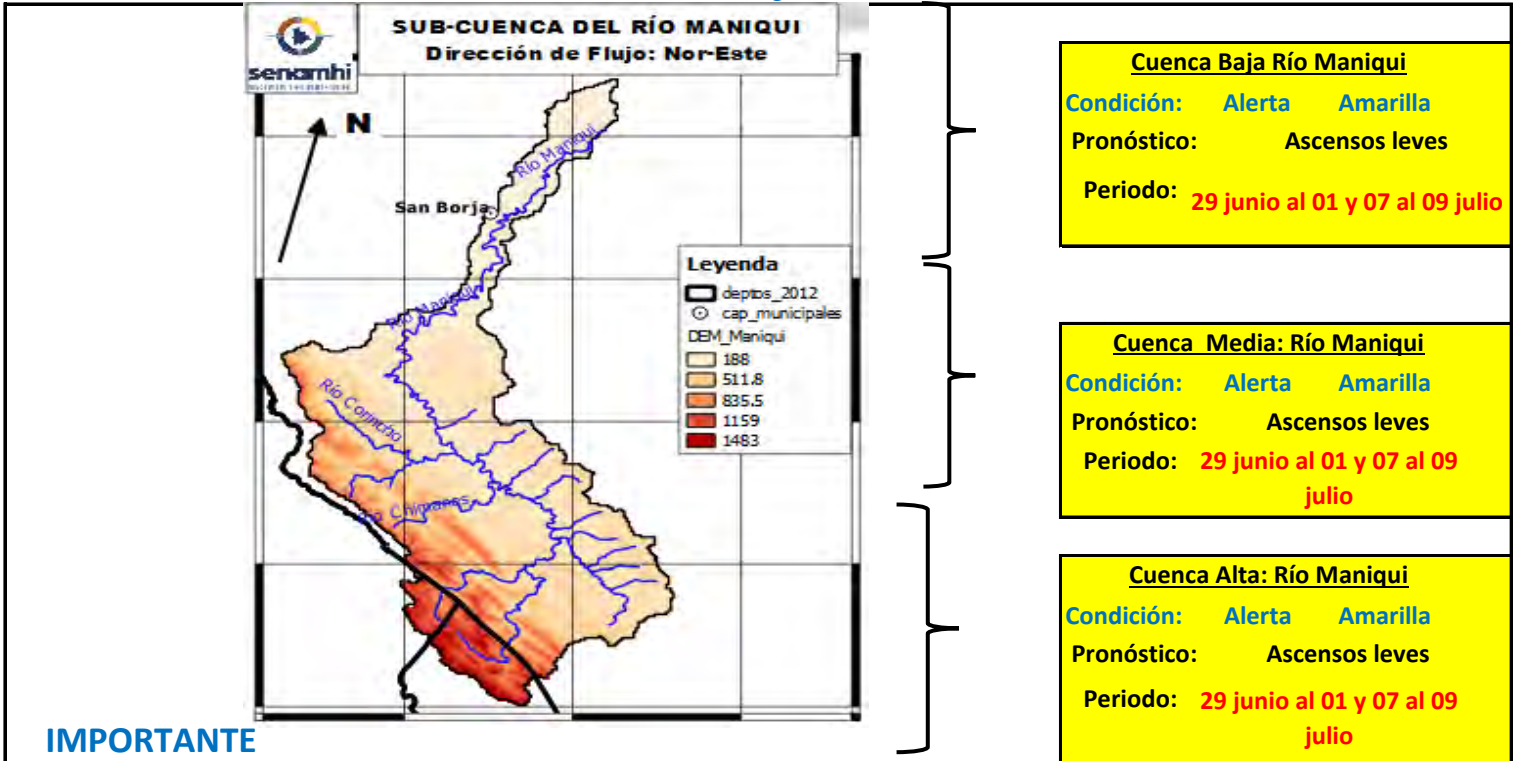 SUB-CUENCA DEL RÍO MANIQUI
Dirección de Flujo: Nor-Este
senamhi
N
Río Maniqui
San Borja
Río Maniqui
Río Corincho
Río Chimanes
Leyenda
deptos_2012
cap_municipales
DEM_Maniqui
188
511.8
835.5
1159
1483
Cuenca Baja Río Maniqui
Condición: Alerta Amarilla
Pronóstico: Ascensos leves
Periodo: 29 junio al 01 y 07 al 09 julio
Cuenca Media: Río Maniqui
Condición: Alerta Amarilla
Pronóstico: Ascensos leves
Periodo: 29 junio al 01 y 07 al 09
julio
Cuenca Alta: Río Maniqui
Condición: Alerta Amarilla
Pronóstico: Ascensos leves
Periodo: 29 junio al 01 y 07 al 09
julio
IMPORTANTE